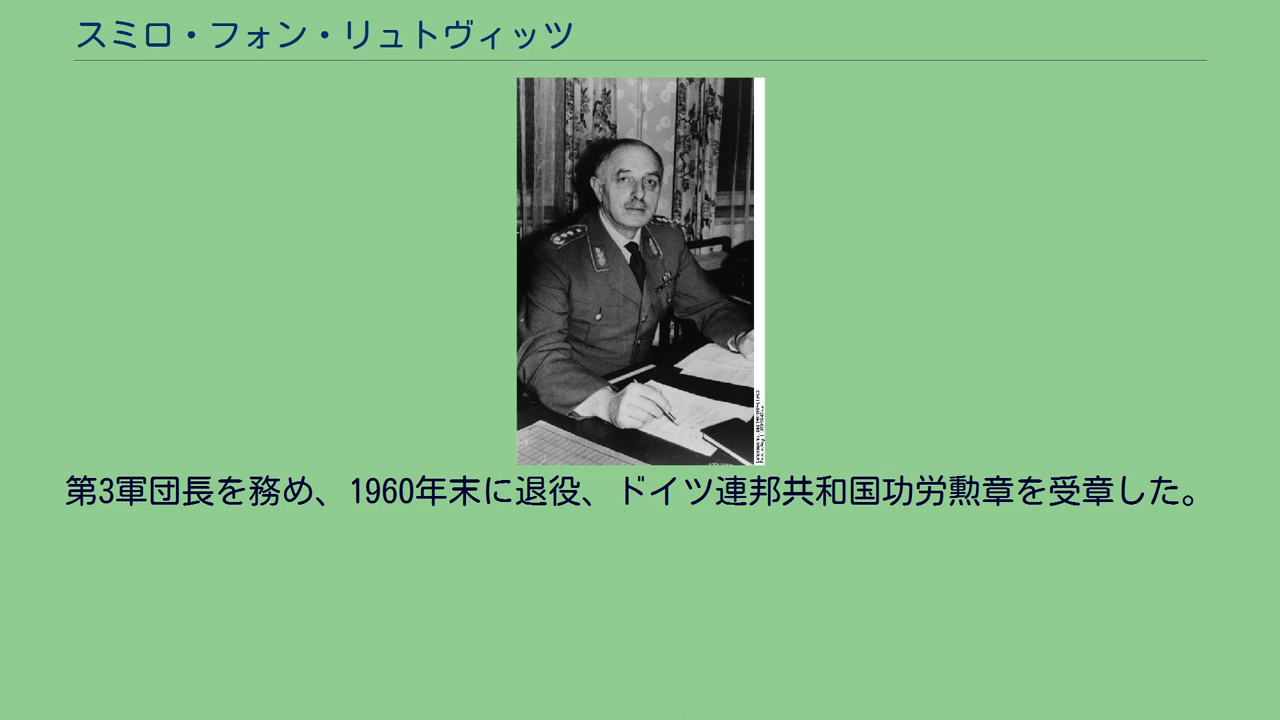 スミロ・フォン・リュトヴィッツ
第3軍団長を務め、1960年末に退役、ドイツ連邦共和国功労勲章を受章した。